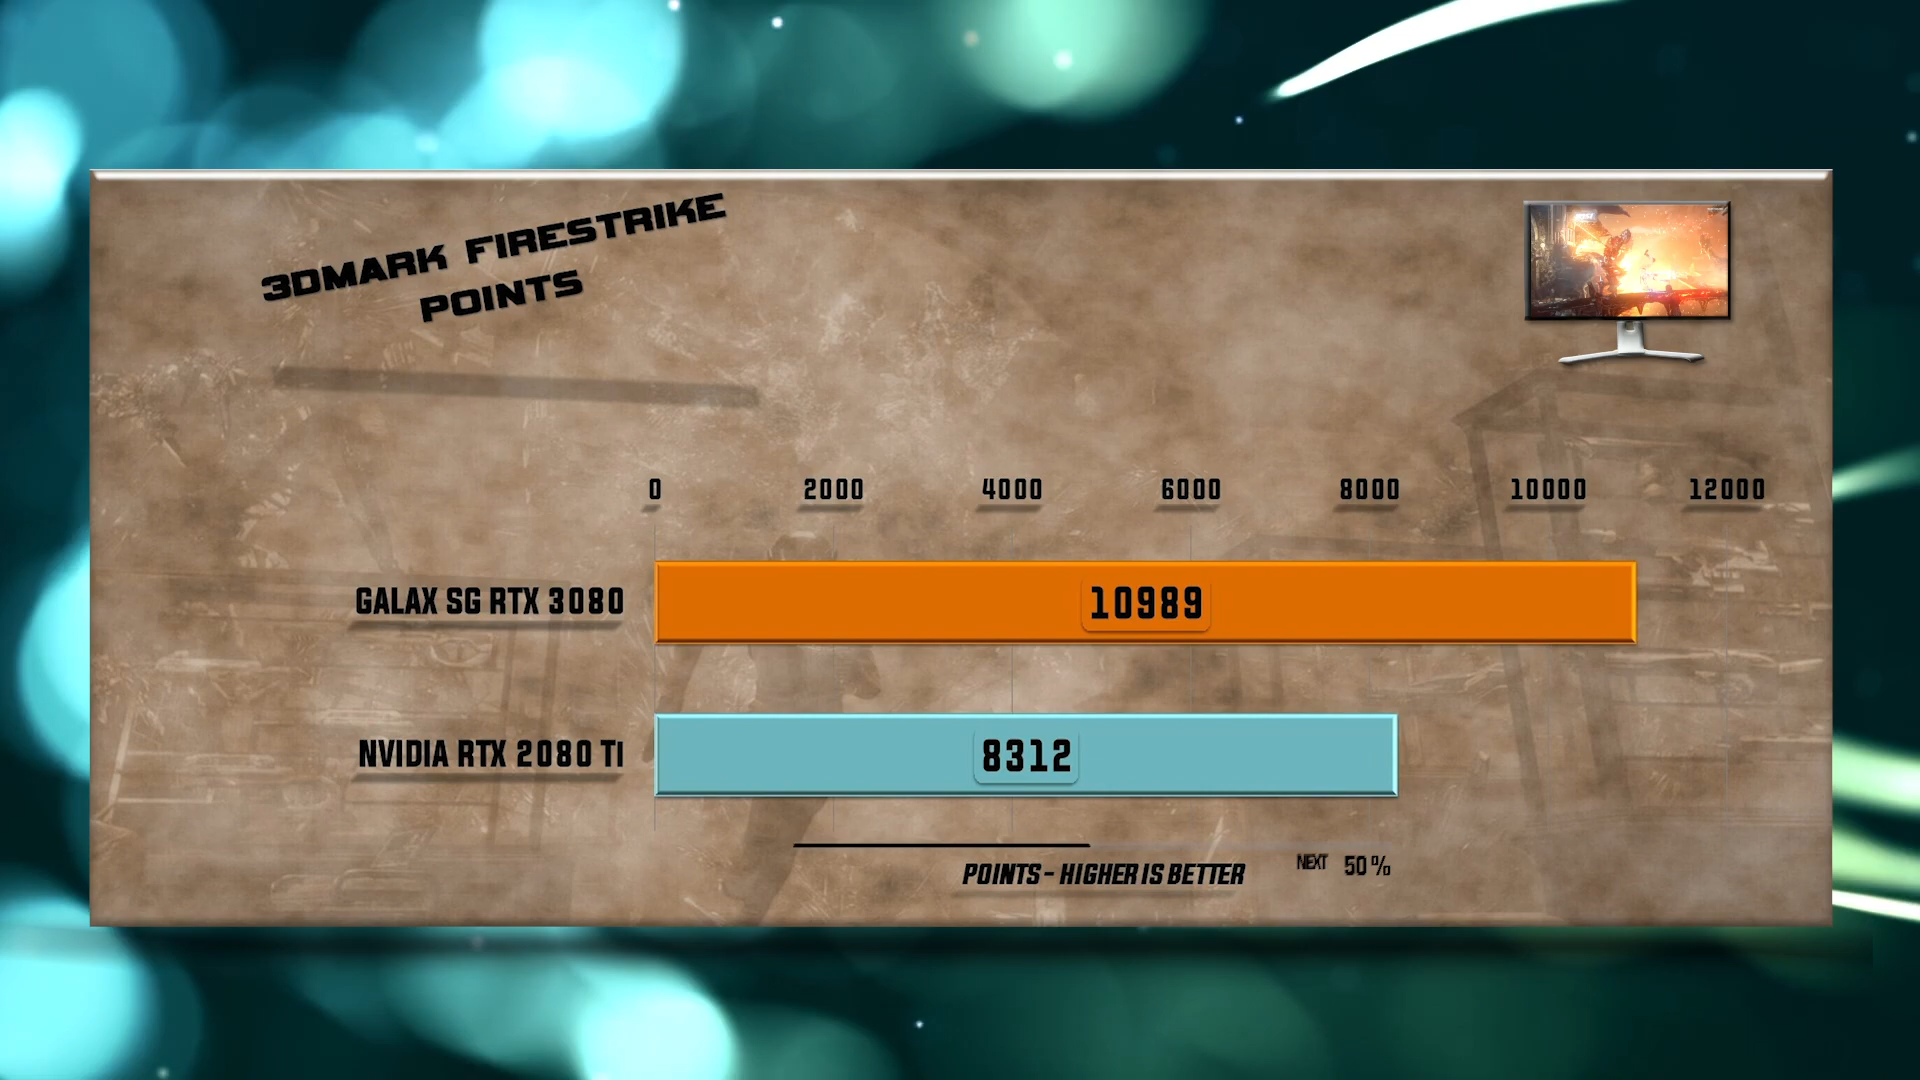 3DMARK FIRESTRIKE
POINTS
0 2000 4000 6000 8000 10000 12000
GALAX SG RTX 3080 10989
NVIDIA RTX 2080 TI 8312
POINTS - HIGHER IS BETTER NEXT 50%